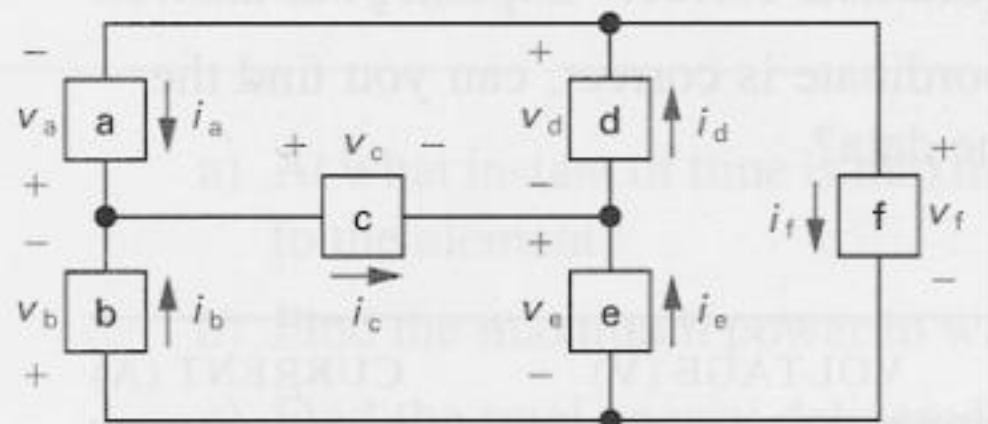 − + 
v_a a i_a v_d d i_d
+ v_c − +
+ − i_f f v_f
c
− + −
v_b b i_b i_c v_e e i_e
+ −